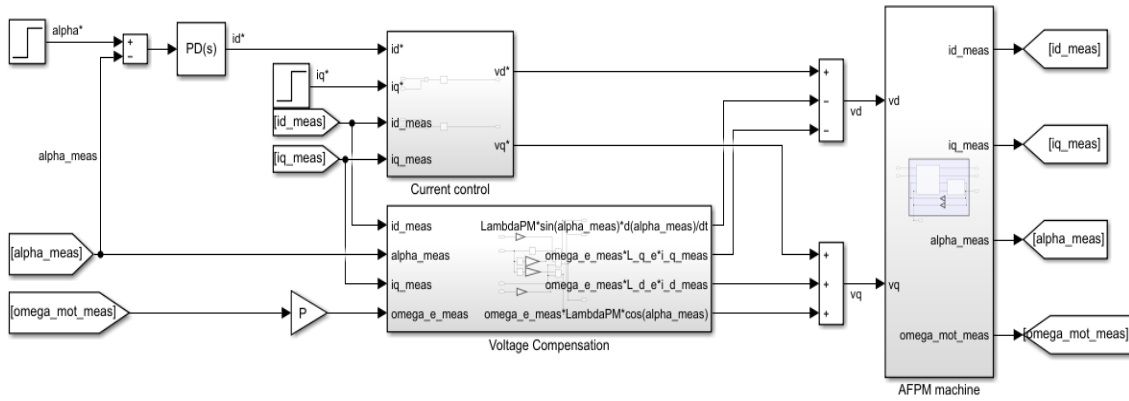 alpha*
+
−
PD(s)
id*
iq*
[id_meas]
[iq_meas]
alpha_meas
[alpha_meas]
[omega_mot_meas]
P
id*
iq*
id_meas
iq_meas
vd*
vq*
Current control
id_meas
alpha_meas
iq_meas
omega_e_meas
LambdaPM*sin(alpha_meas)*d(alpha_meas)/dt
omega_e_meas*L_q_e*i_q_meas
omega_e_meas*L_d_e*i_d_meas
omega_e_meas*LambdaPM*cos(alpha_meas)
Voltage Compensation
+
−
−
vd
+
+
+
vq
vd
vq
id_meas
iq_meas
alpha_meas
omega_mot_meas
AFPM machine
[id_meas]
[iq_meas]
[alpha_meas]
[omega_mot_meas]